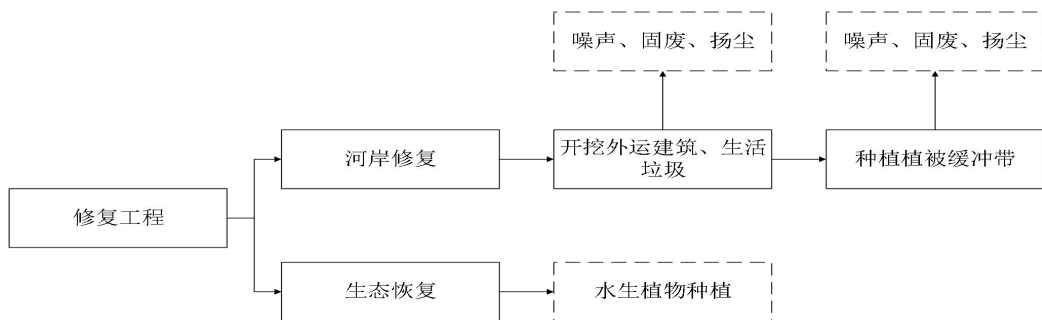 噪声、固废、扬尘
噪声、固废、扬尘
河岸修复
开挖外运建筑、生活
垃圾
种植植被缓冲带
修复工程
生态恢复
水生植物种植